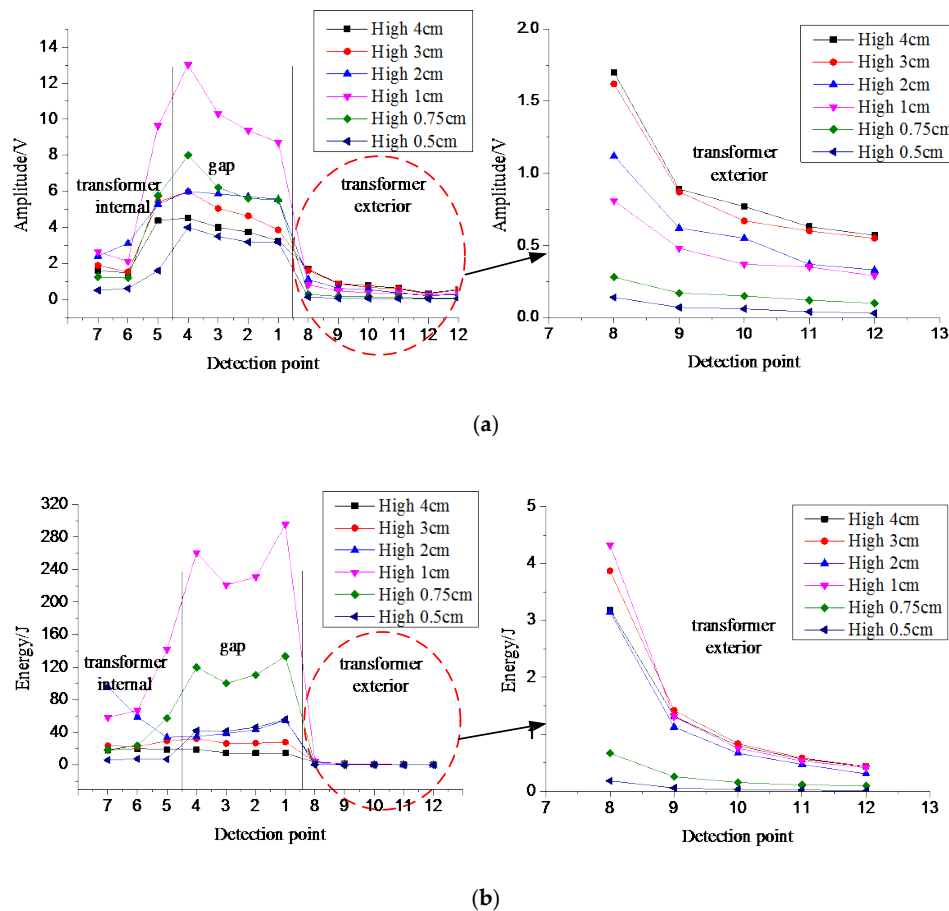 High 4cm
High 3cm
High 2cm
High 1cm
High 0.75cm
High 0.5cm
14
12
10
8
6
4
2
0
Amplitude/V
transformer
internal
gap
transformer
exterior
7 6 5 4 3 2 1 8 9 10 11 12 12
Detection point
High 4cm
High 3cm
High 2cm
High 1cm
High 0.75cm
High 0.5cm
2.0
1.5
1.0
0.5
0.0
Amplitude/V
transformer
exterior
7 8 9 10 11 12 13
Detection point
(a)
High 4cm
High 3cm
High 2cm
High 1cm
High 0.75cm
High 0.5cm
320
280
240
200
160
120
80
40
0
Energy/J
transformer
internal
gap
transformer
exterior
7 6 5 4 3 2 1 8 9 10 11 12
Detection point
High 4cm
High 3cm
High 2cm
High 1cm
High 0.75cm
High 0.5cm
5
4
3
2
1
0
Energy/J
transformer
exterior
7 8 9 10 11 12 13
Detection point
(b)